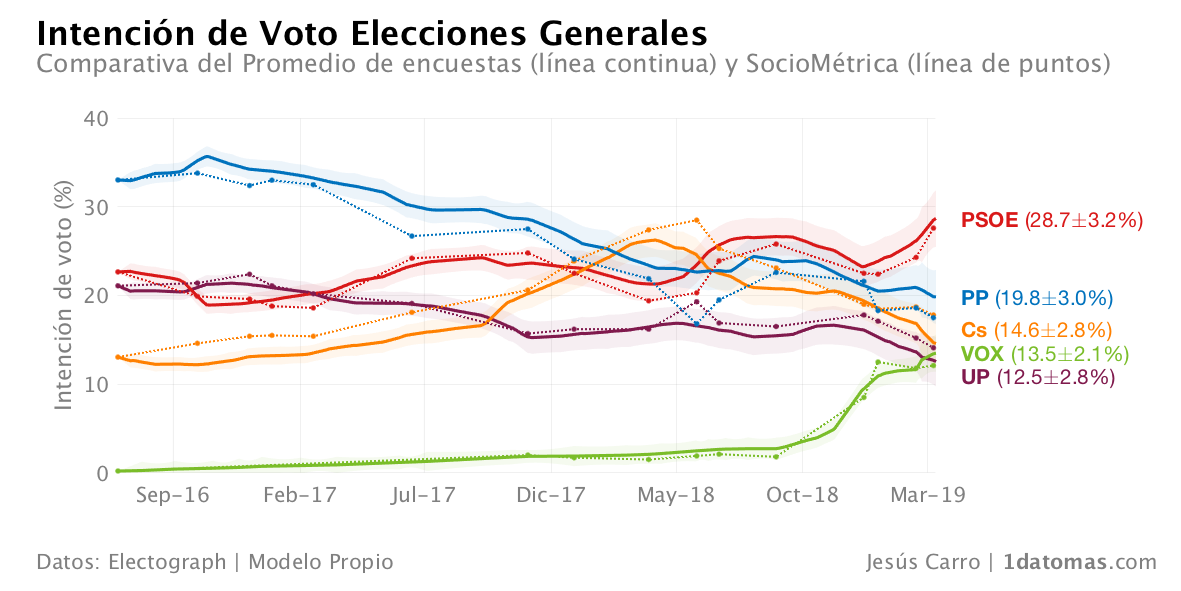 Intención de Voto Elecciones Generales
Comparativa del Promedio de encuestas (línea continua) y SocioMétrica (línea de puntos)
Intención de voto (%)
40
30
20
10
0
Sep-16 Feb-17 Jul-17 Dic-17 May-18 Oct-18 Mar-19
PSOE (28.7±3.2%)
PP (19.8±3.0%)
Cs (14.6±2.8%)
VOX (13.5±2.1%)
UP (12.5±2.8%)
Datos: Electograph | Modelo Propio
Jesús Carro | 1datomas.com